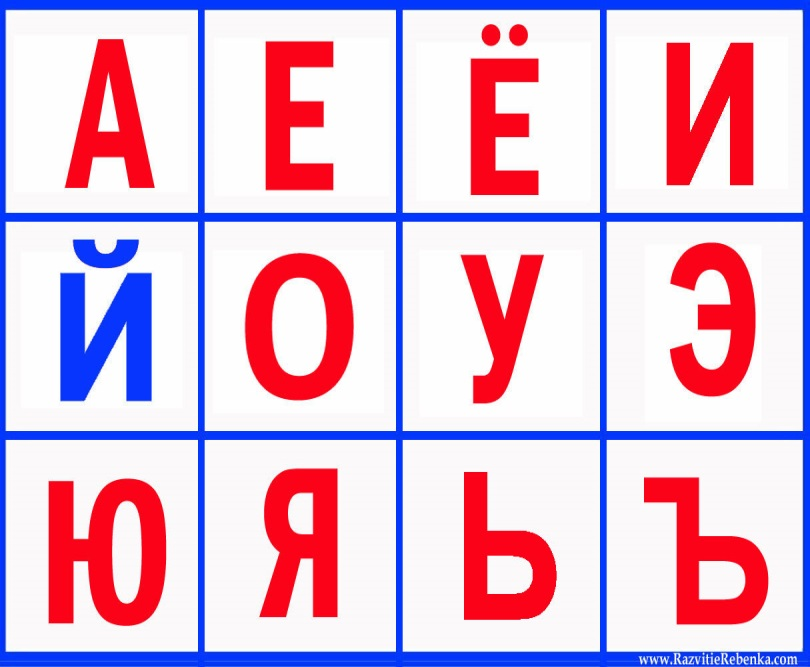 А Е Ё И
Й О У Э
Ю Я Ь Ъ
www.RazvitieRebenka.com